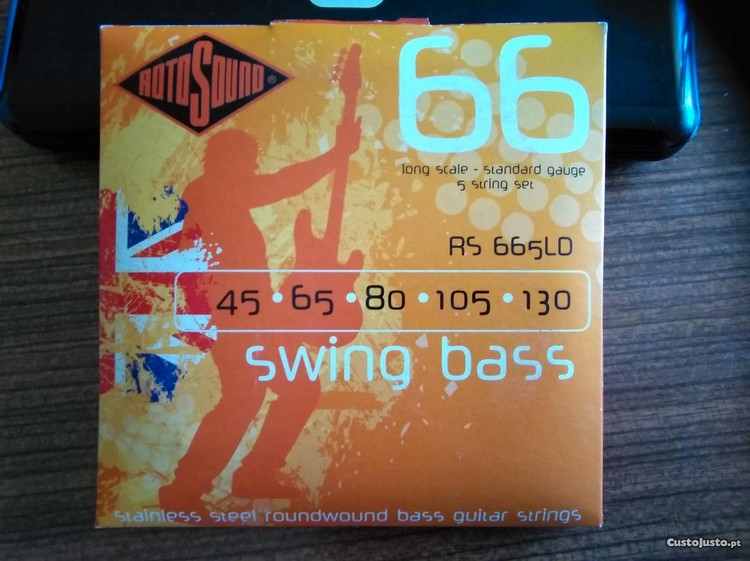 ROTOSOUND®
66
long scale - standard gauge
5 string set
RS 665LD
45 • 65 • 80 • 105 • 130
swing bass
stainless steel roundwound bass guitar strings
CustoJusto.pt